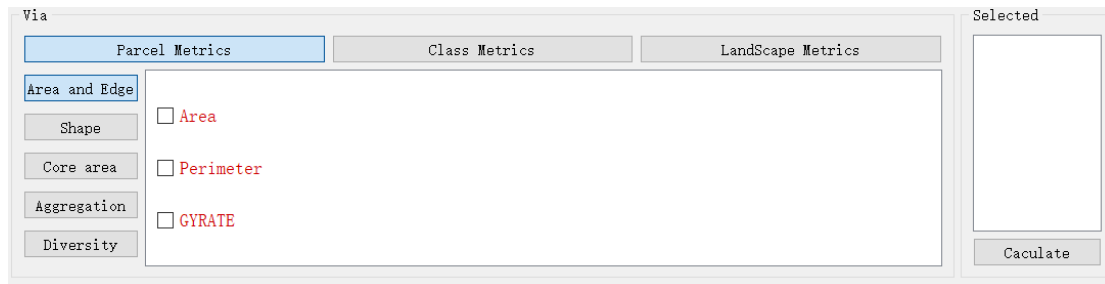 Via
Selected
Parcel Metrics
Class Metrics
LandScape Metrics
Area and Edge
Shape
Core area
Aggregation
Diversity
Area
Perimeter
GYRATE
Caculate